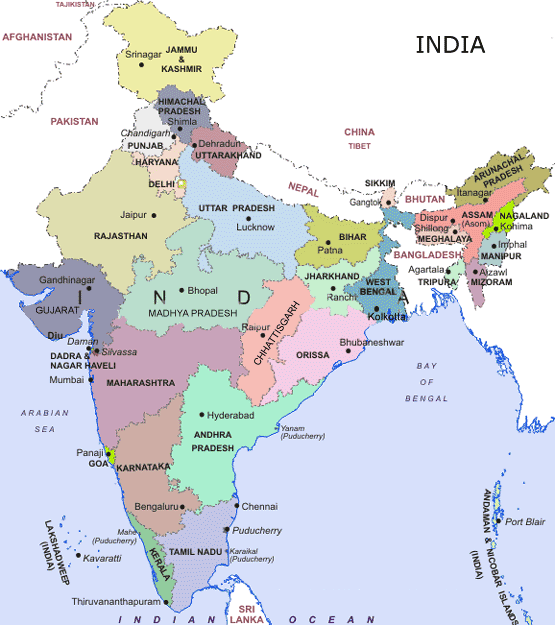 TAJIKISTAN
AFGHANISTAN
INDIA
JAMMU
&
KASHMIR
Srinagar
HIMACHAL
PRADESH
Shimla
PAKISTAN
Chandigarh
PUNJAB
Dehradun
UTTARAKHAND
CHINA
TIBET
HARYANA
DELHI
NEPAL
SIKKIM
Gangtok
BHUTAN
ARUNACHAL
PRADESH
Itanagar
Jaipur
RAJASTHAN
UTTAR PRADESH
Lucknow
BIHAR
Patna
Dispur
ASSAM
(Asom)
NAGALAND
Kohima
Shillong
MEGHALAYA
Imphal
MANIPUR
BANGLADESH
Agartala
TRIPURA
Aizawl
MIZORAM
Gandhinagar
GUJARAT
I N D I A
Bhopal
MADHYA PRADESH
JHARKHAND
Ranchi
WEST
BENGAL
Kolkutta
Diu
Daman
Silvassa
DADRA &
NAGAR HAVELI
Mumbai
MAHARASHTRA
Raipur
CHHATTISGARH
ORISSA
Bhubaneshwar
BAY
OF
BENGAL
ARABIAN
SEA
Hyderabad
ANDHRA
PRADESH
Yanam
(Puducherry)
Panaji
GOA
KARNATAKA
Bengaluru
Chennai
Mahe
(Puducherry)
Puducherry
KERALA
TAMIL NADU
Karaikal
(Puducherry)
LAKSHADWEEP
(INDIA)
Kavaratti
Thiruvananthapuram
SRI
LANKA
INDIAN OCEAN
ANDAMAN & NICOBAR ISLANDS
(INDIA)
Port Blair